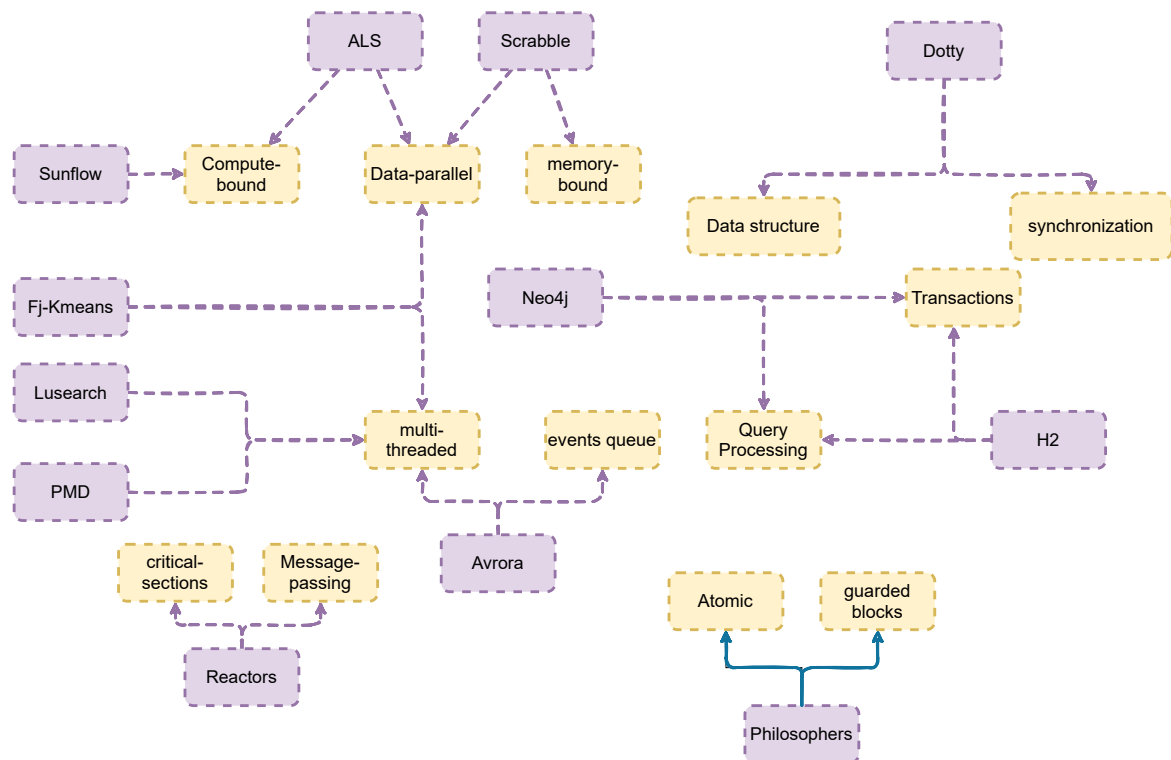 ALS
Scrabble
Dotty
Sunflow
Compute-
bound
Data-parallel
memory-
bound
Data structure
synchronization
Fj-Kmeans
Neo4j
Transactions
Lusearch
multi-
threaded
events queue
Query
Processing
H2
PMD
critical-
sections
Message-
passing
Avrora
Atomic
guarded
blocks
Reactors
Philosophers